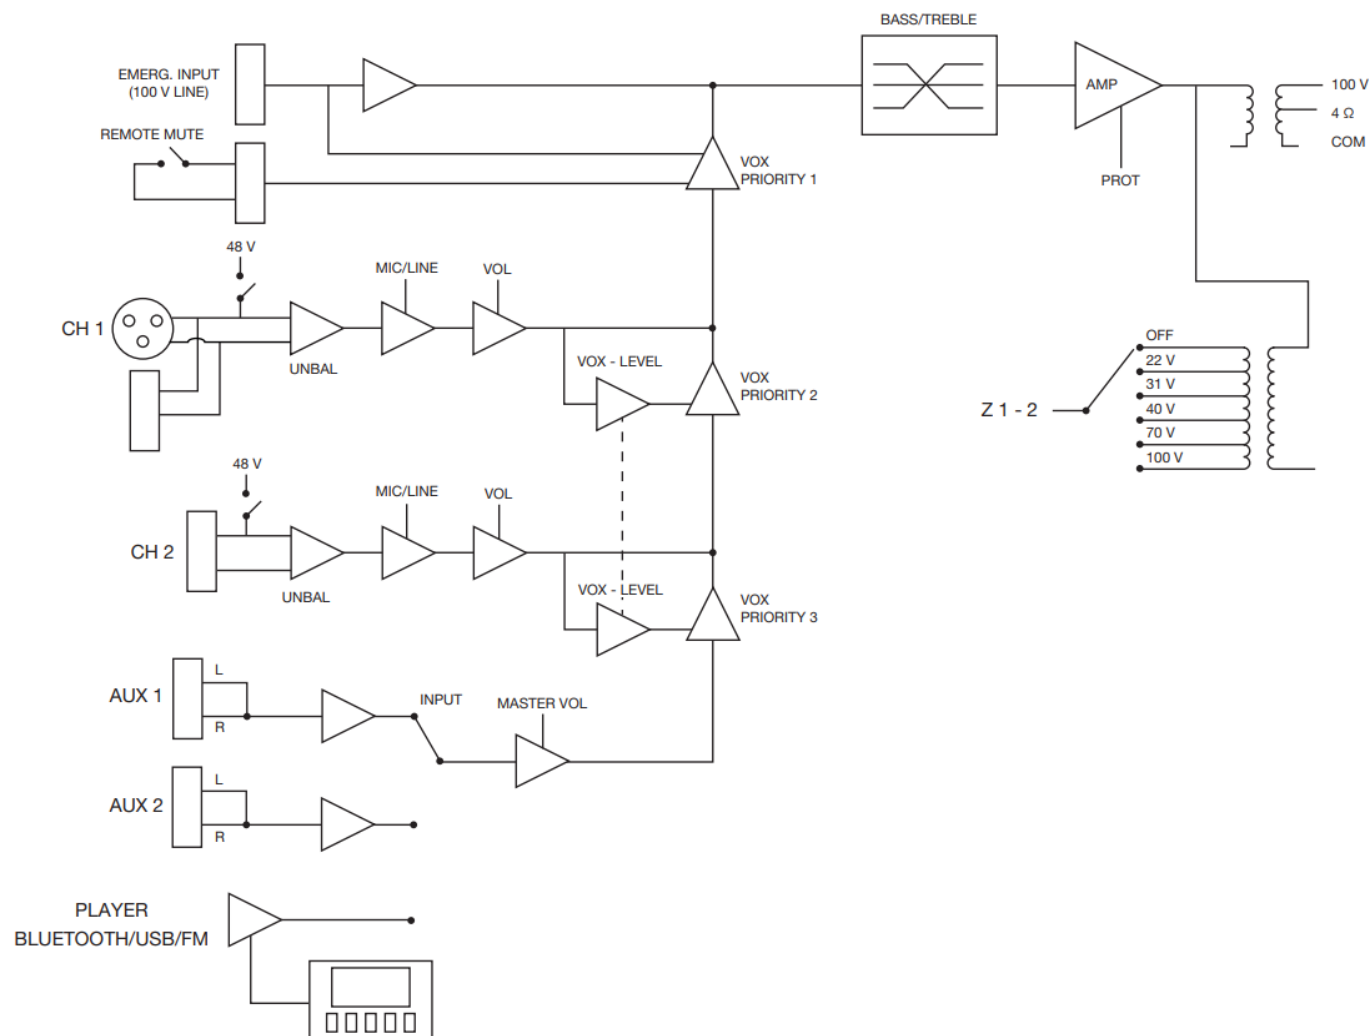 BASS/TREBLE
EMERG. INPUT
(100 V LINE)
AMP
100 V
4 Ω
COM
REMOTE MUTE
VOX
PRIORITY 1
PROT
48 V
MIC/LINE
VOL
CH 1
UNBAL
VOX - LEVEL
VOX
PRIORITY 2
OFF
22 V
31 V
40 V
70 V
100 V
Z 1 - 2
48 V
MIC/LINE
VOL
CH 2
UNBAL
VOX - LEVEL
VOX
PRIORITY 3
AUX 1
L
R
INPUT
MASTER VOL
AUX 2
L
R
PLAYER
BLUETOOTH/USB/FM